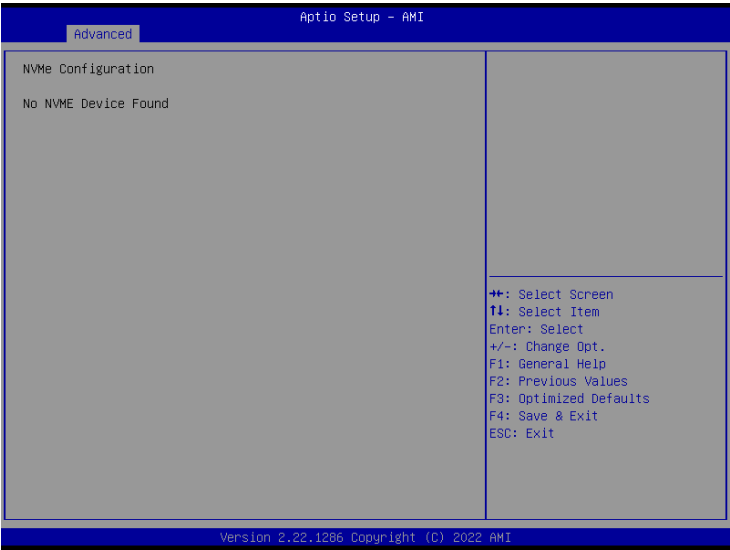 Aptio Setup - AMI
Advanced
NVMe Configuration
No NVME Device Found
→←: Select Screen
↑↓: Select Item
Enter: Select
+/-: Change Opt.
F1: General Help
F2: Previous Values
F3: Optimized Defaults
F4: Save & Exit
ESC: Exit
Version 2.22.1286 Copyright (C) 2022 AMI